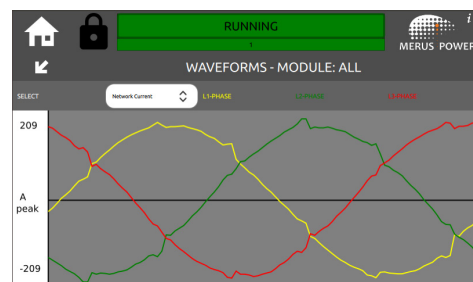 RUNNING
1
i
MERUS POWER
WAVEFORMS - MODULE: ALL
SELECT
Network Current
L1-PHASE
L2-PHASE
L3-PHASE
209
A
peak
-209